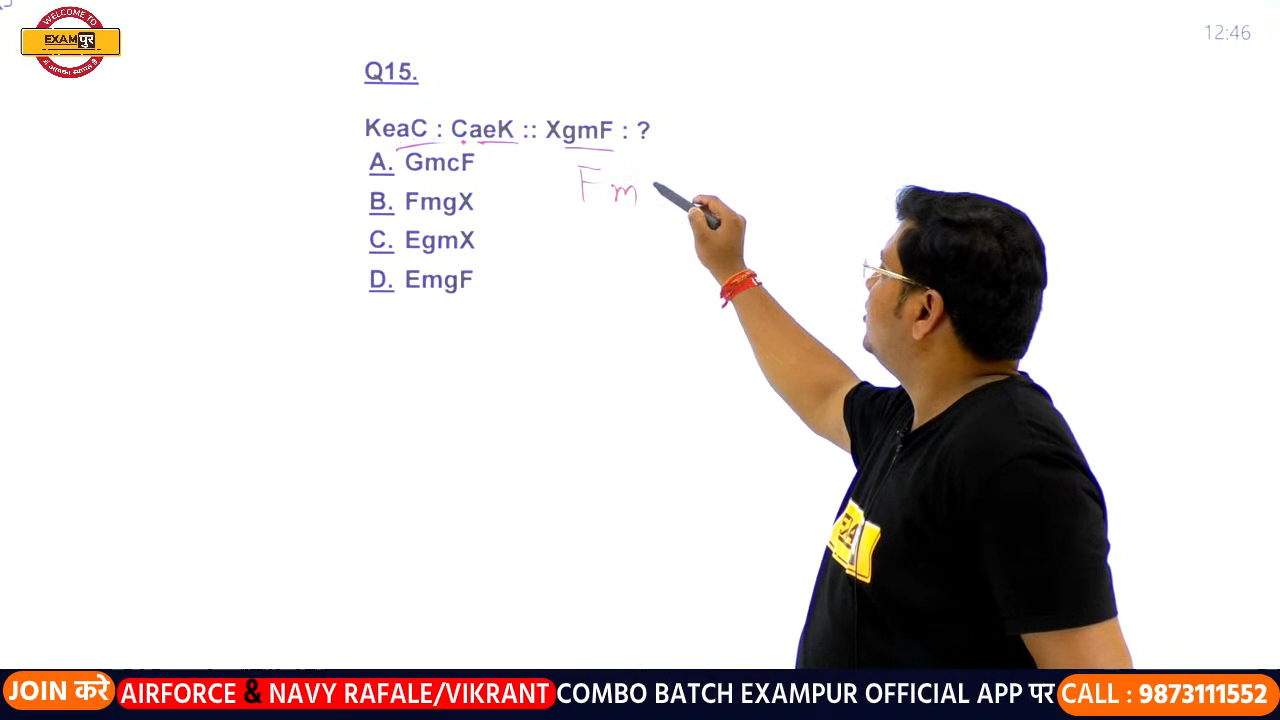 WELCOME TO
EXAMपुर
12:46
Q15.
KeaC : CaeK :: XgmF : ?
A. GmcF
B. FmgX
C. EgmX
D. EmgF
F m
JOIN करे AIRFORCE & NAVY RAFALE/VIKRANT COMBO BATCH EXAMPUR OFFICIAL APP पर CALL : 9873111552